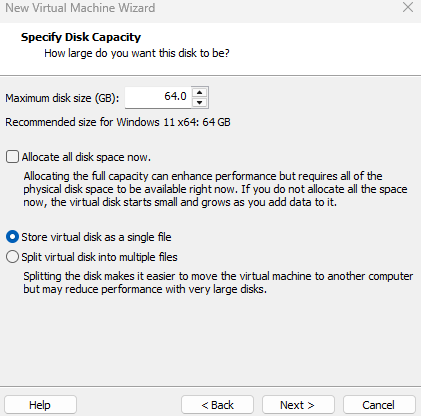 New Virtual Machine Wizard
Specify Disk Capacity
How large do you want this disk to be?
Maximum disk size (GB): 64.0
Recommended size for Windows 11 x64: 64 GB
Allocate all disk space now.
Allocating the full capacity can enhance performance but requires all of the
physical disk space to be available right now. If you do not allocate all the space
now, the virtual disk starts small and grows as you add data to it.
Store virtual disk as a single file
Split virtual disk into multiple files
Splitting the disk makes it easier to move the virtual machine to another computer
but may reduce performance with very large disks.
Help < Back Next > Cancel